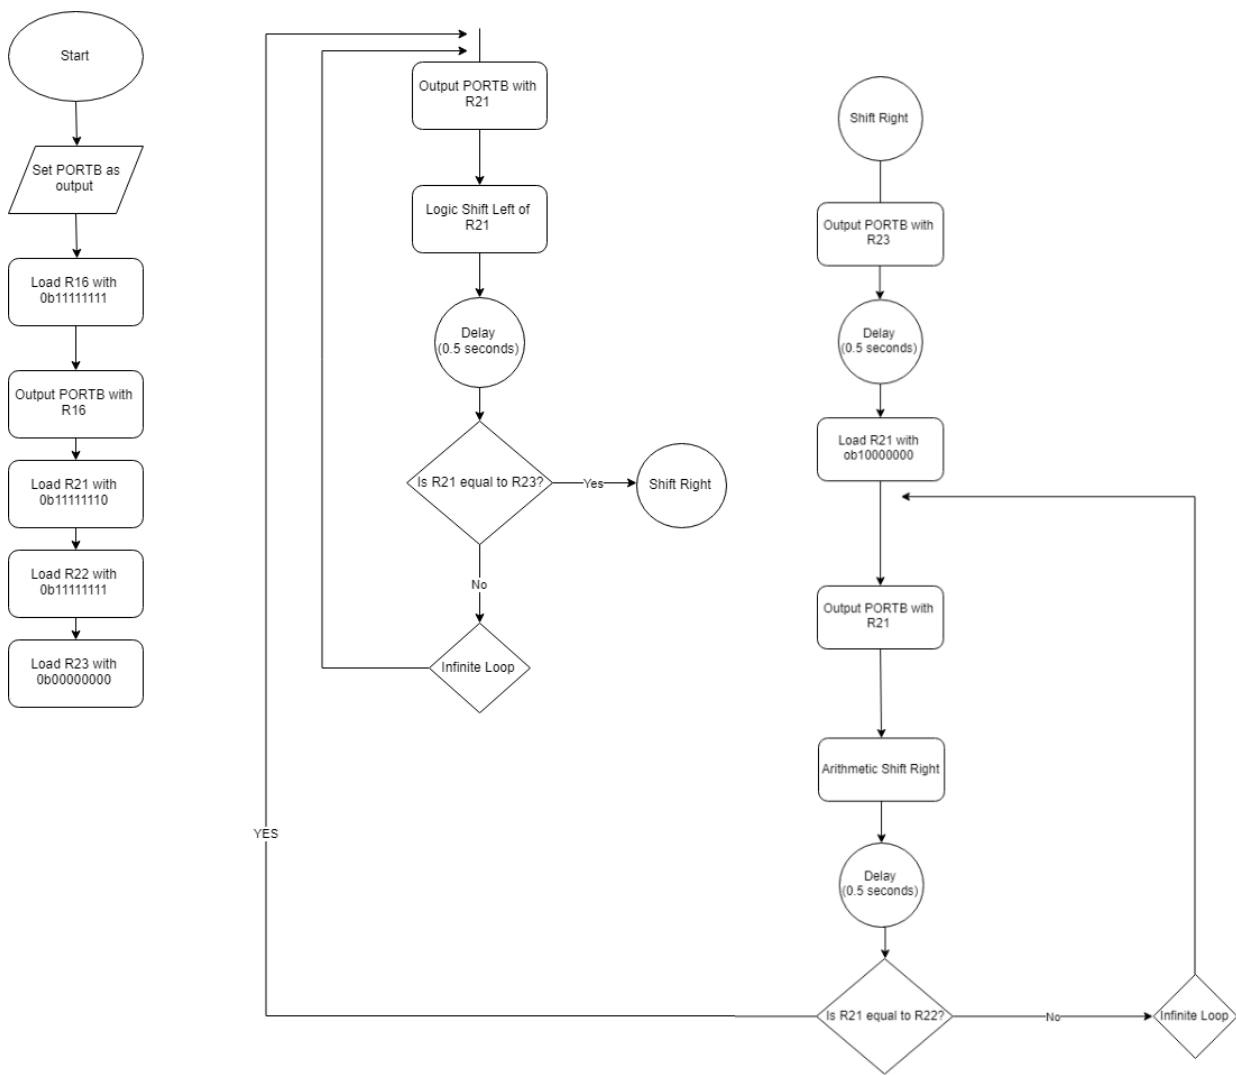 Start
Set PORTB as
output
Load R16 with
0b11111111
Output PORTB with
R16
Load R21 with
0b11111110
Load R22 with
0b11111111
Load R23 with
0b00000000
Output PORTB with
R21
Logic Shift Left of
R21
Delay
(0.5 seconds)
Is R21 equal to R23?
Yes
Shift Right
No
Infinite Loop
YES
Shift Right
Output PORTB with
R23
Delay
(0.5 seconds)
Load R21 with
ob10000000
Output PORTB with
R21
Arithmetic Shift Right
Delay
(0.5 seconds)
Is R21 equal to R22?
No
Infinite Loop